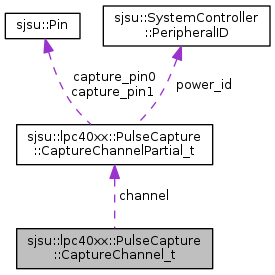 sjsu::Pin
sjsu::SystemController
::PeripheralID
capture_pin0
capture_pin1
power_id
sjsu::lpc40xx::PulseCapture
::CaptureChannelPartial_t
channel
sjsu::lpc40xx::PulseCapture
::CaptureChannel_t